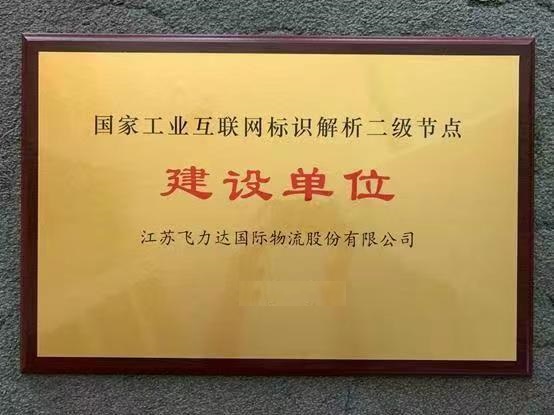 国家工业互联网标识解析二级节点
建设单位
江苏飞力达国际物流股份有限公司